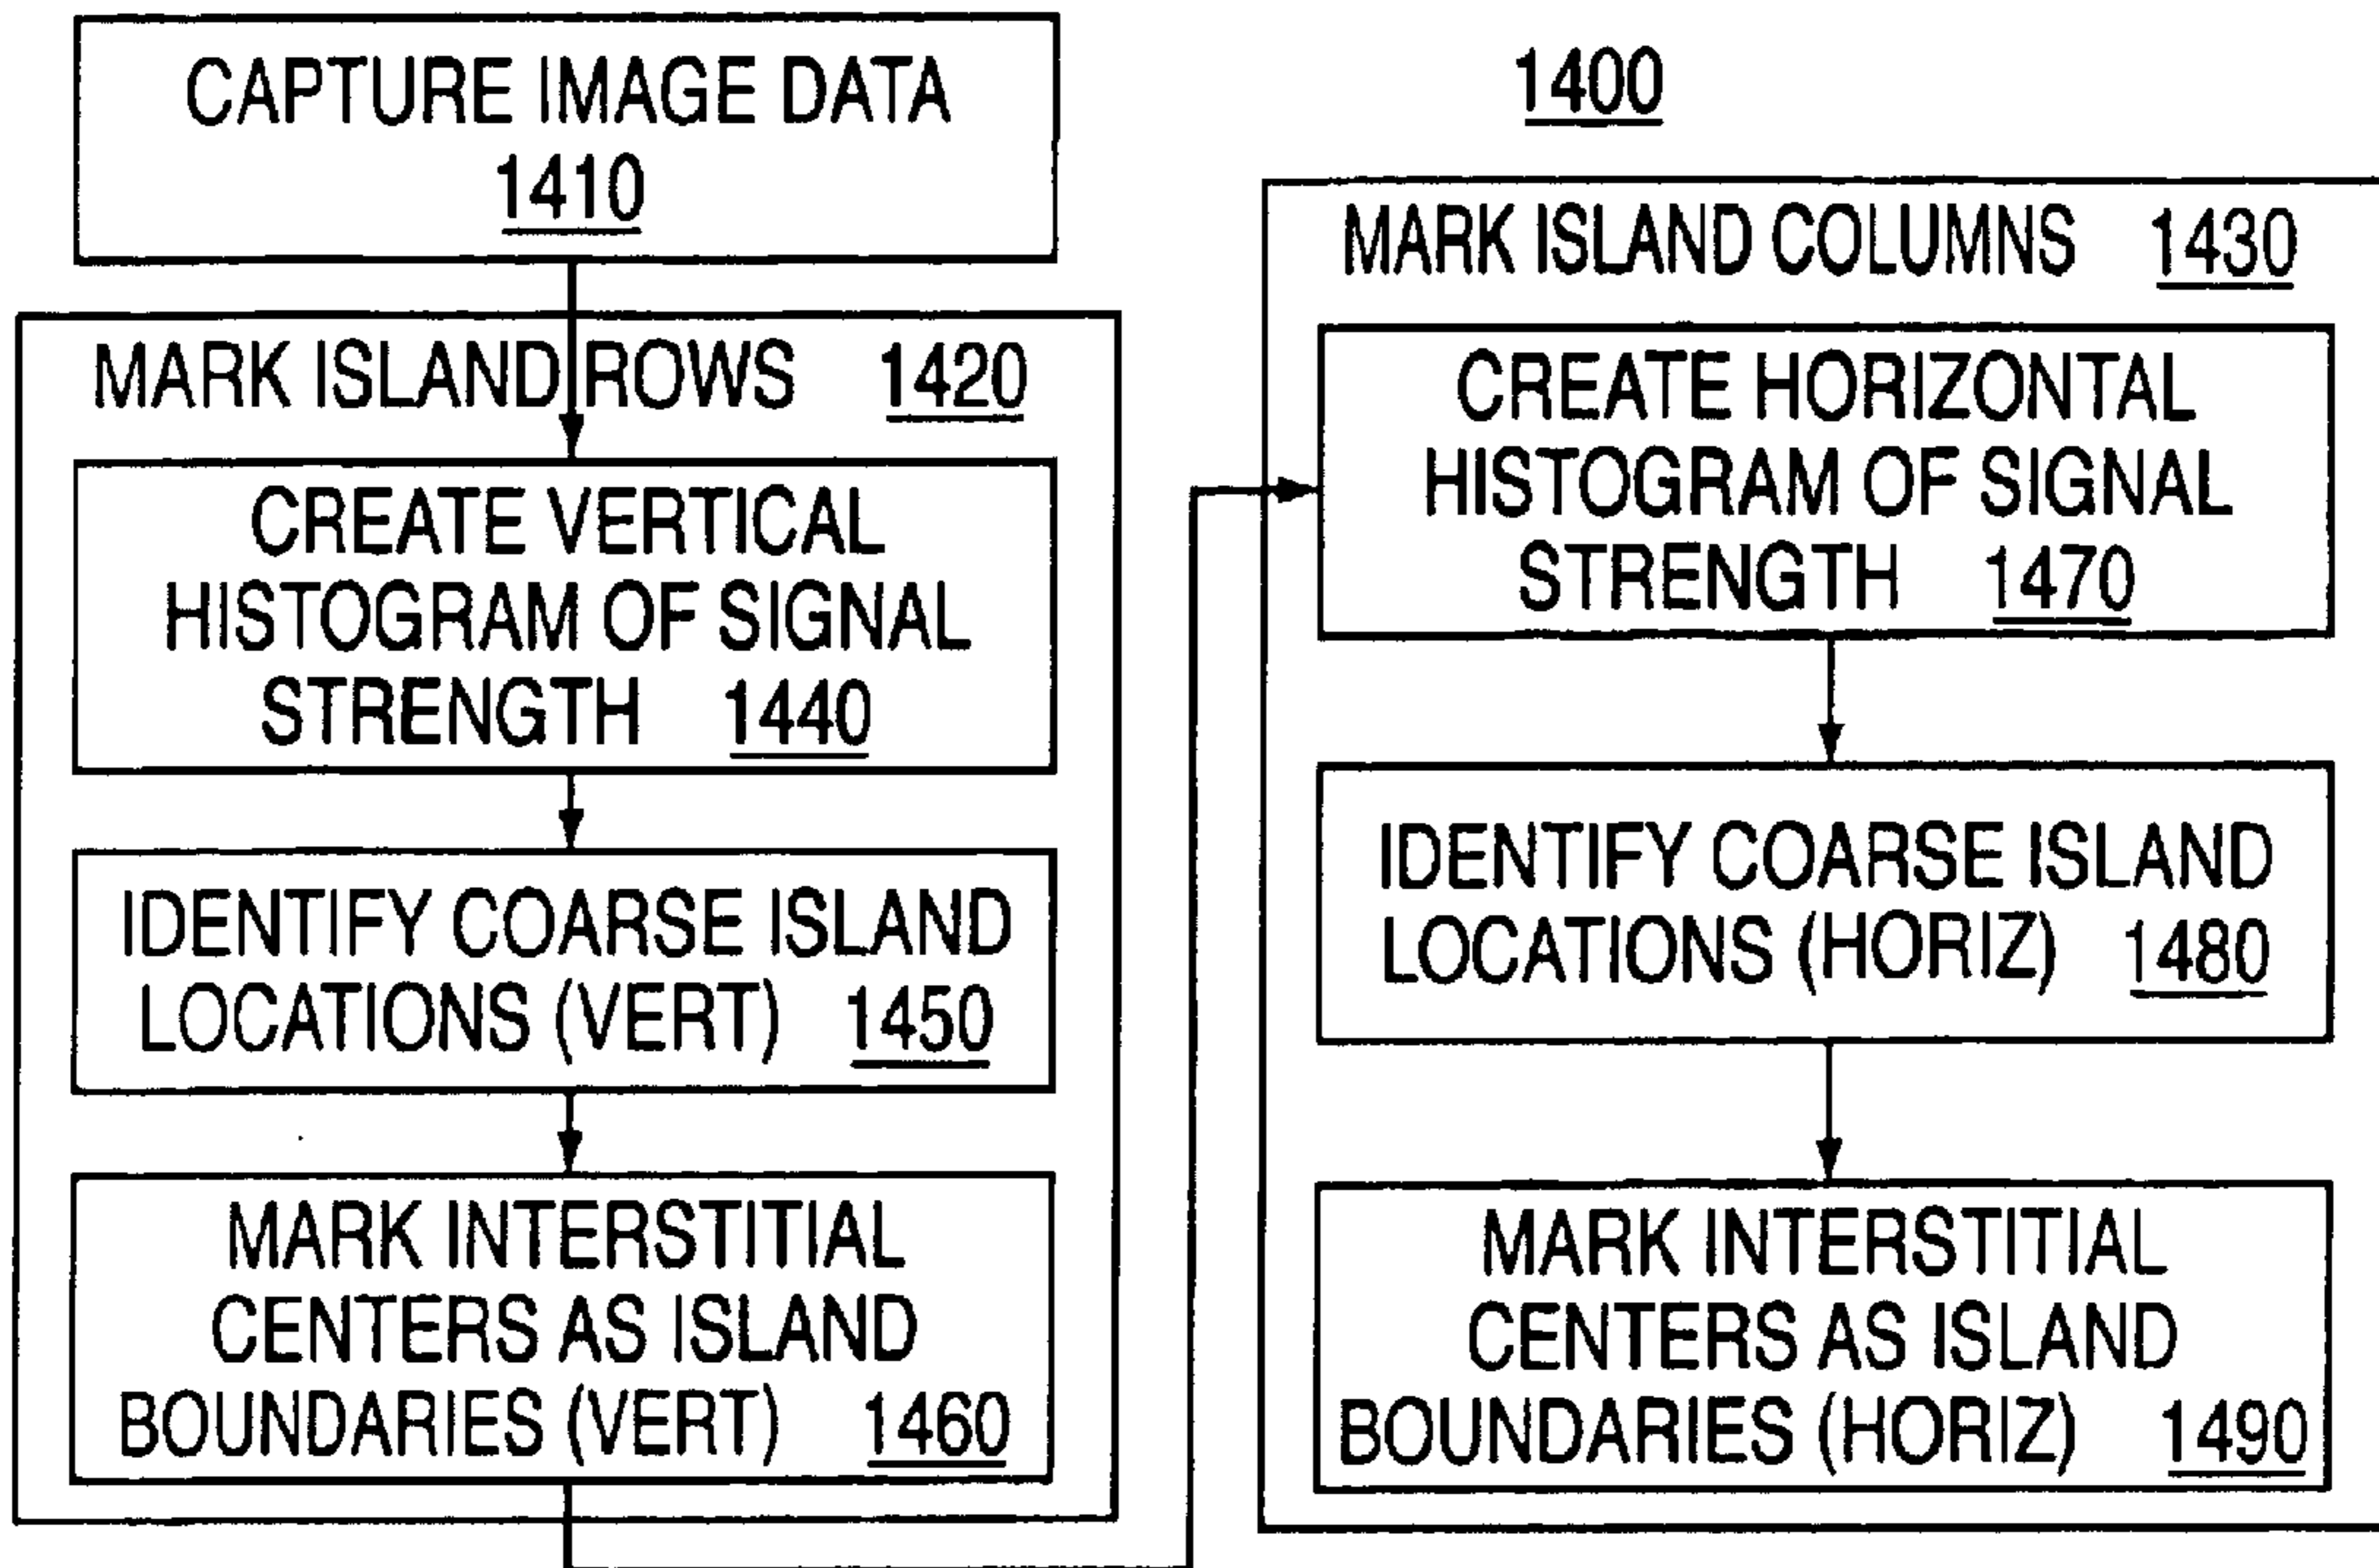 CAPTURE IMAGE DATA
1410
MARK ISLAND ROWS 1420
CREATE VERTICAL
HISTOGRAM OF SIGNAL
STRENGTH 1440
IDENTIFY COARSE ISLAND
LOCATIONS (VERT) 1450
MARK INTERSTITIAL
CENTERS AS ISLAND
BOUNDARIES (VERT) 1460
1400
MARK ISLAND COLUMNS 1430
CREATE HORIZONTAL
HISTOGRAM OF SIGNAL
STRENGTH 1470
IDENTIFY COARSE ISLAND
LOCATIONS (HORIZ) 1480
MARK INTERSTITIAL
CENTERS AS ISLAND
BOUNDARIES (HORIZ) 1490